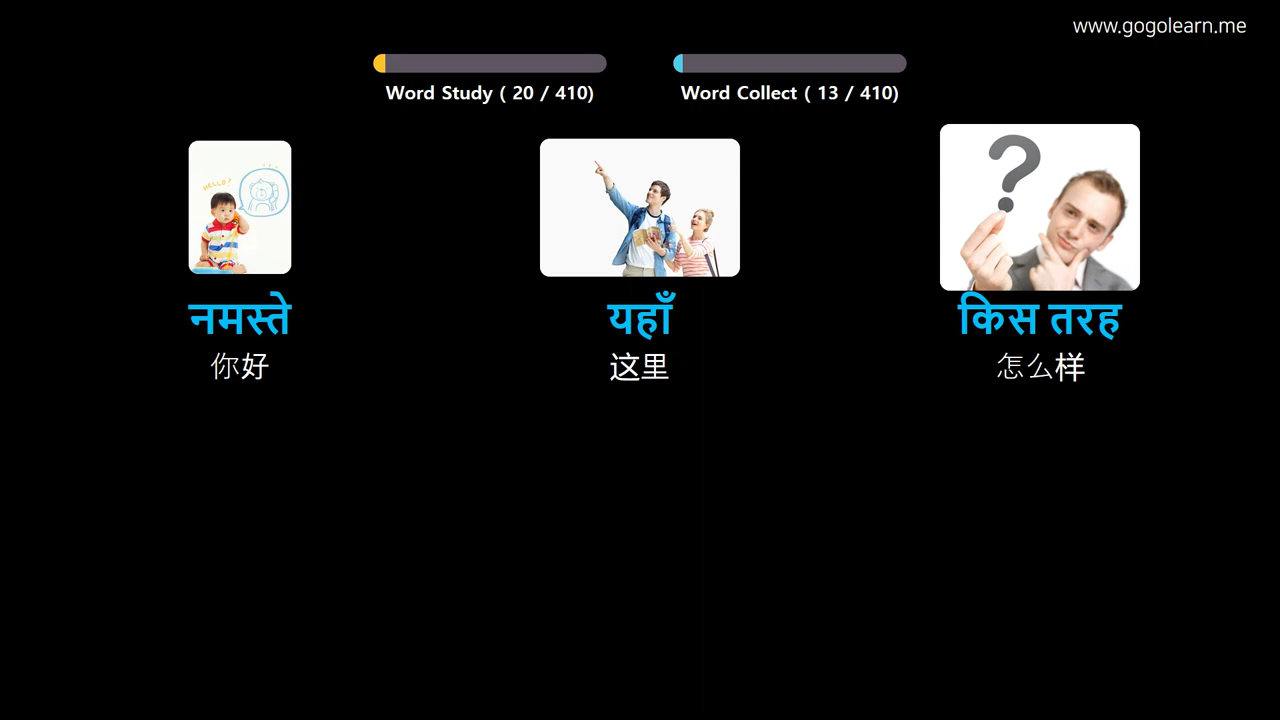 www.gogolearn.me
Word Study ( 20 / 410)
Word Collect ( 13 / 410)
HELLO!
नमस्ते
यहाँ
किस तरह
你好
这里
怎么样